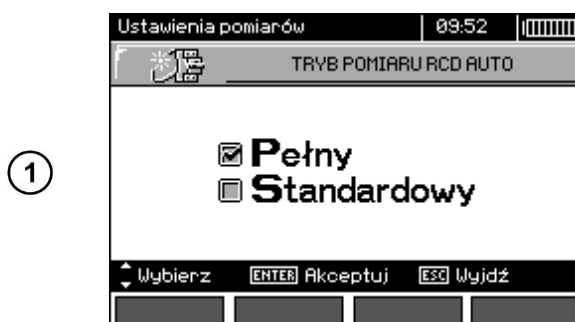 Ustawienia pomiarów 09:52
TRYB POMIARU RCD AUTO
1
Pełny
Standardowy
Wybierz ENTER Akceptuj ESC Wyjdź